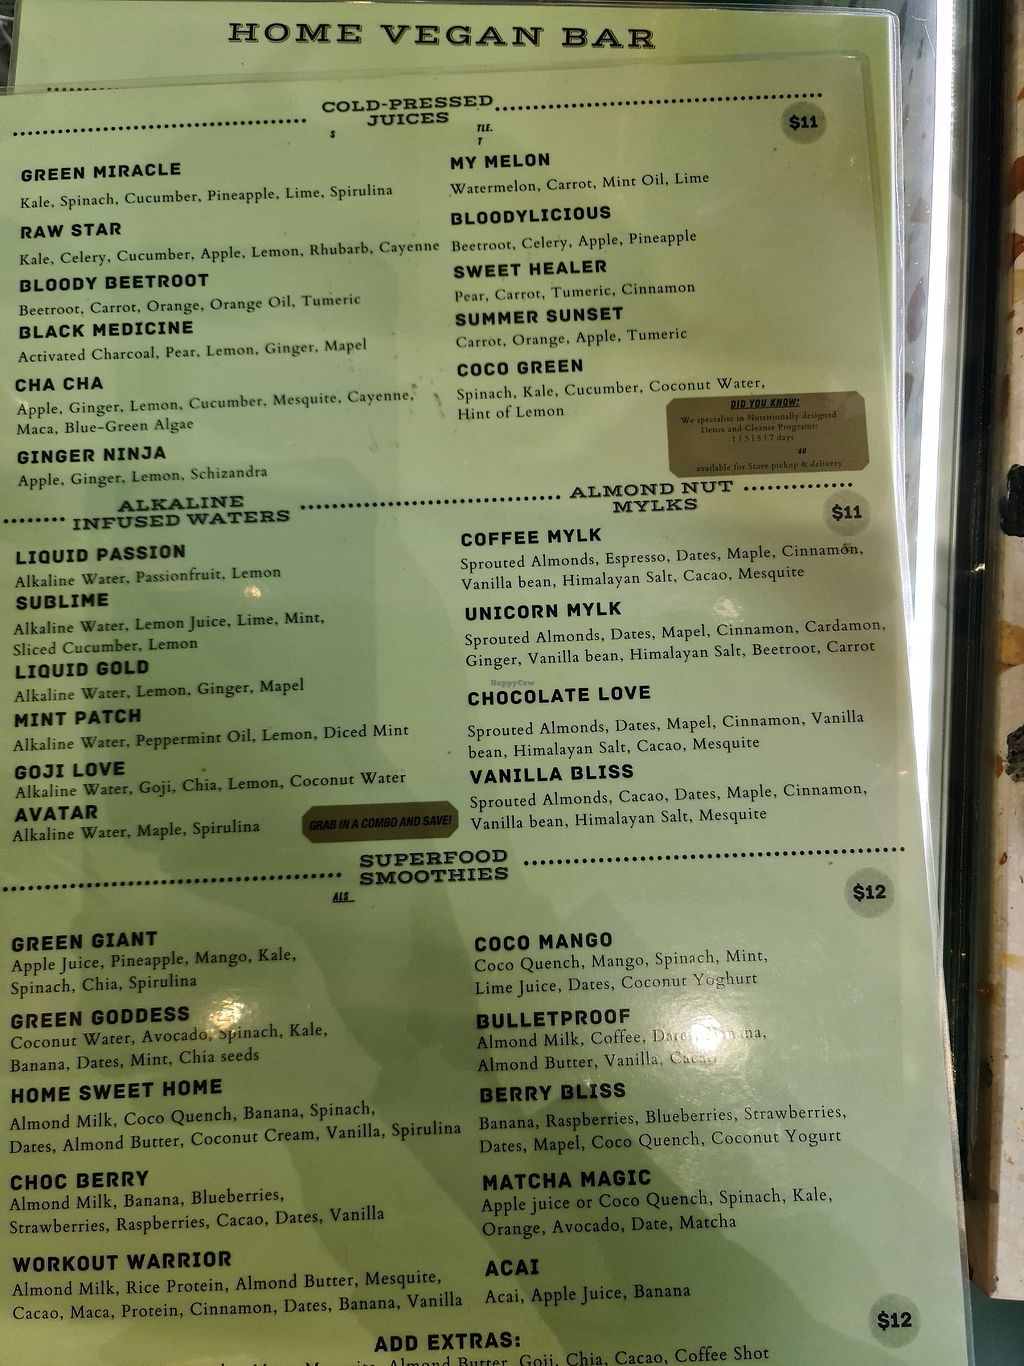 HOME VEGAN BAR
COLD-PRESSED
JUICES
S
TLE.
T
$11
GREEN MIRACLE
Kale, Spinach, Cucumber, Pineapple, Lime, Spirulina
RAW STAR
Kale, Celery, Cucumber, Apple, Lemon, Rhubarb, Cayenne
BLOODY BEETROOT
Beetroot, Carrot, Orange, Orange Oil, Tumeric
BLACK MEDICINE
Activated Charcoal, Pear, Lemon, Ginger, Mapel
CHA CHA
Apple, Ginger, Lemon, Cucumber, Mesquite, Cayenne,
Maca, Blue-Green Algae
GINGER NINJA
Apple, Ginger, Lemon, Schizandra
MY MELON
Watermelon, Carrot, Mint Oil, Lime
BLOODYLICIOUS
Beetroot, Celery, Apple, Pineapple
SWEET HEALER
Pear, Carrot, Tumeric, Cinnamon
SUMMER SUNSET
Carrot, Orange, Apple, Tumeric
COCO GREEN
Spinach, Kale, Cucumber, Coconut Water,
Hint of Lemon
DID YOU KNOW:
We specialise in Nutritionally designed
Detox and Cleanse Programs:
1 | 3 | 5 | 7 days
AU
available for Store pickup & delivery
ALKALINE
INFUSED WATERS
LIQUID PASSION
Alkaline Water, Passionfruit, Lemon
SUBLIME
Alkaline Water, Lemon Juice, Lime, Mint,
Sliced Cucumber, Lemon
LIQUID GOLD
Alkaline Water, Lemon, Ginger, Mapel
MINT PATCH
Alkaline Water, Peppermint Oil, Lemon, Diced Mint
GOJI LOVE
Alkaline Water, Goji, Chia, Lemon, Coconut Water
AVATAR
Alkaline Water, Maple, Spirulina
GRAB IN A COMBO AND SAVE!
ALMOND NUT
MYLKS
$11
COFFEE MYLK
Sprouted Almonds, Espresso, Dates, Maple, Cinnamon,
Vanilla bean, Himalayan Salt, Cacao, Mesquite
UNICORN MYLK
Sprouted Almonds, Dates, Mapel, Cinnamon, Cardamon,
Ginger, Vanilla bean, Himalayan Salt, Beetroot, Carrot
HappyCow
CHOCOLATE LOVE
Sprouted Almonds, Dates, Mapel, Cinnamon, Vanilla
bean, Himalayan Salt, Cacao, Mesquite
VANILLA BLISS
Sprouted Almonds, Cacao, Dates, Maple, Cinnamon,
Vanilla bean, Himalayan Salt, Mesquite
SUPERFOOD
SMOOTHIES
ALS
$12
GREEN GIANT
Apple Juice, Pineapple, Mango, Kale,
Spinach, Chia, Spirulina
GREEN GODDESS
Coconut Water, Avocado, Spinach, Kale,
Banana, Dates, Mint, Chia seeds
HOME SWEET HOME
Almond Milk, Coco Quench, Banana, Spinach,
Dates, Almond Butter, Coconut Cream, Vanilla, Spirulina
CHOC BERRY
Almond Milk, Banana, Blueberries,
Strawberries, Raspberries, Cacao, Dates, Vanilla
WORKOUT WARRIOR
Almond Milk, Rice Protein, Almond Butter, Mesquite,
Cacao, Maca, Protein, Cinnamon, Dates, Banana, Vanilla
COCO MANGO
Coco Quench, Mango, Spinach, Mint,
Lime Juice, Dates, Coconut Yoghurt
BULLETPROOF
Almond Milk, Coffee,
Almond Butter, Vanilla, Cacao
BERRY BLISS
Banana, Raspberries, Blueberries, Strawberries,
Dates, Mapel, Coco Quench, Coconut Yogurt
MATCHA MAGIC
Apple juice or Coco Quench, Spinach, Kale,
Orange, Avocado, Date, Matcha
ACAI
Acai, Apple Juice, Banana
$12
ADD EXTRAS:
Almond Butter, Goji, Chia, Cacao, Coffee Shot